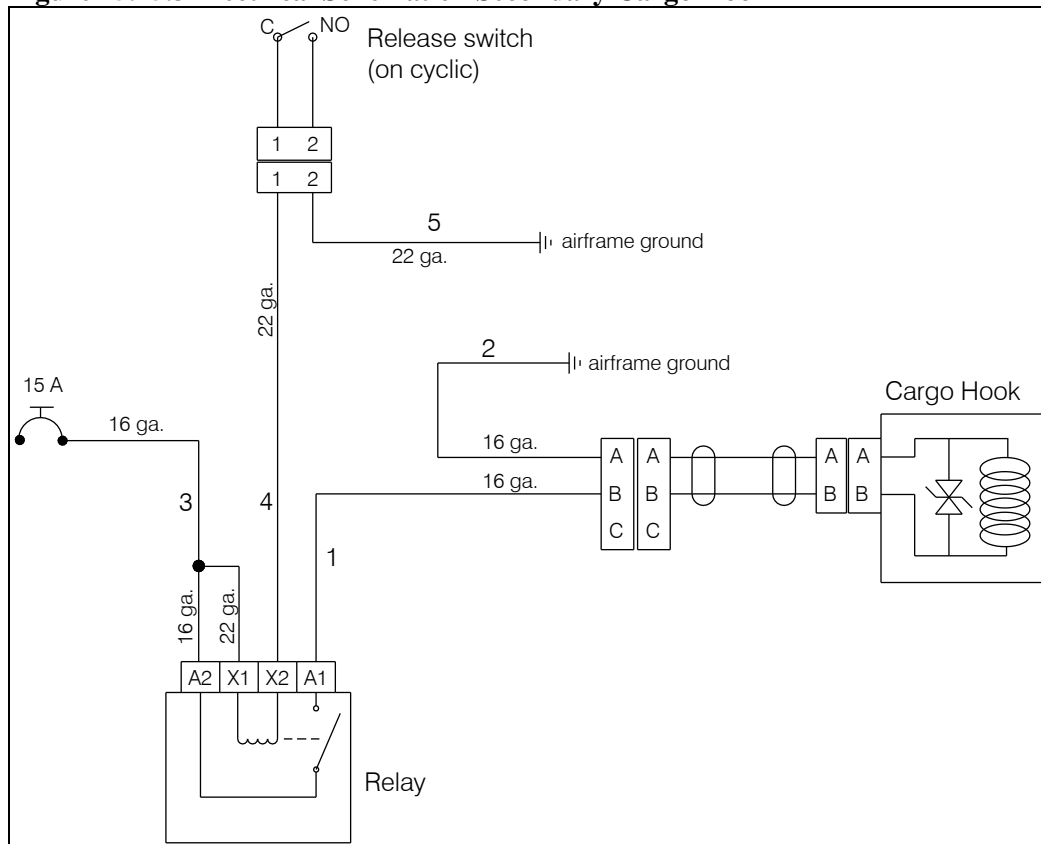 C NO
Release switch
(on cyclic)
1 2
1 2
5
22 ga.
airframe ground
22 ga.
2
airframe ground
15 A
16 ga.
Cargo Hook
16 ga.
16 ga.
A A A A
B B B B
C C
3
4
1
16 ga.
22 ga.
A2 X1 X2 A1
Relay